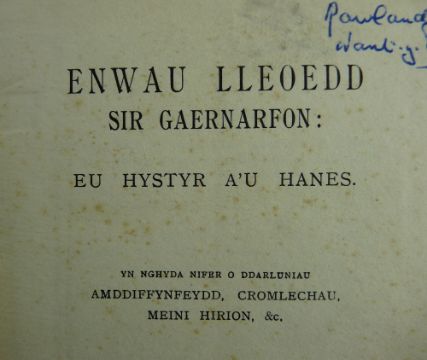 ENWAU LLEOEDD
SIR GAERNARFON:
EU HYSTYR A'U HANES.
YN NGHYDA NIFER O DDARLUNIAU
AMDDIFFYNFEYDD, CROMLECHAU,
MEINI HIRION, &c.